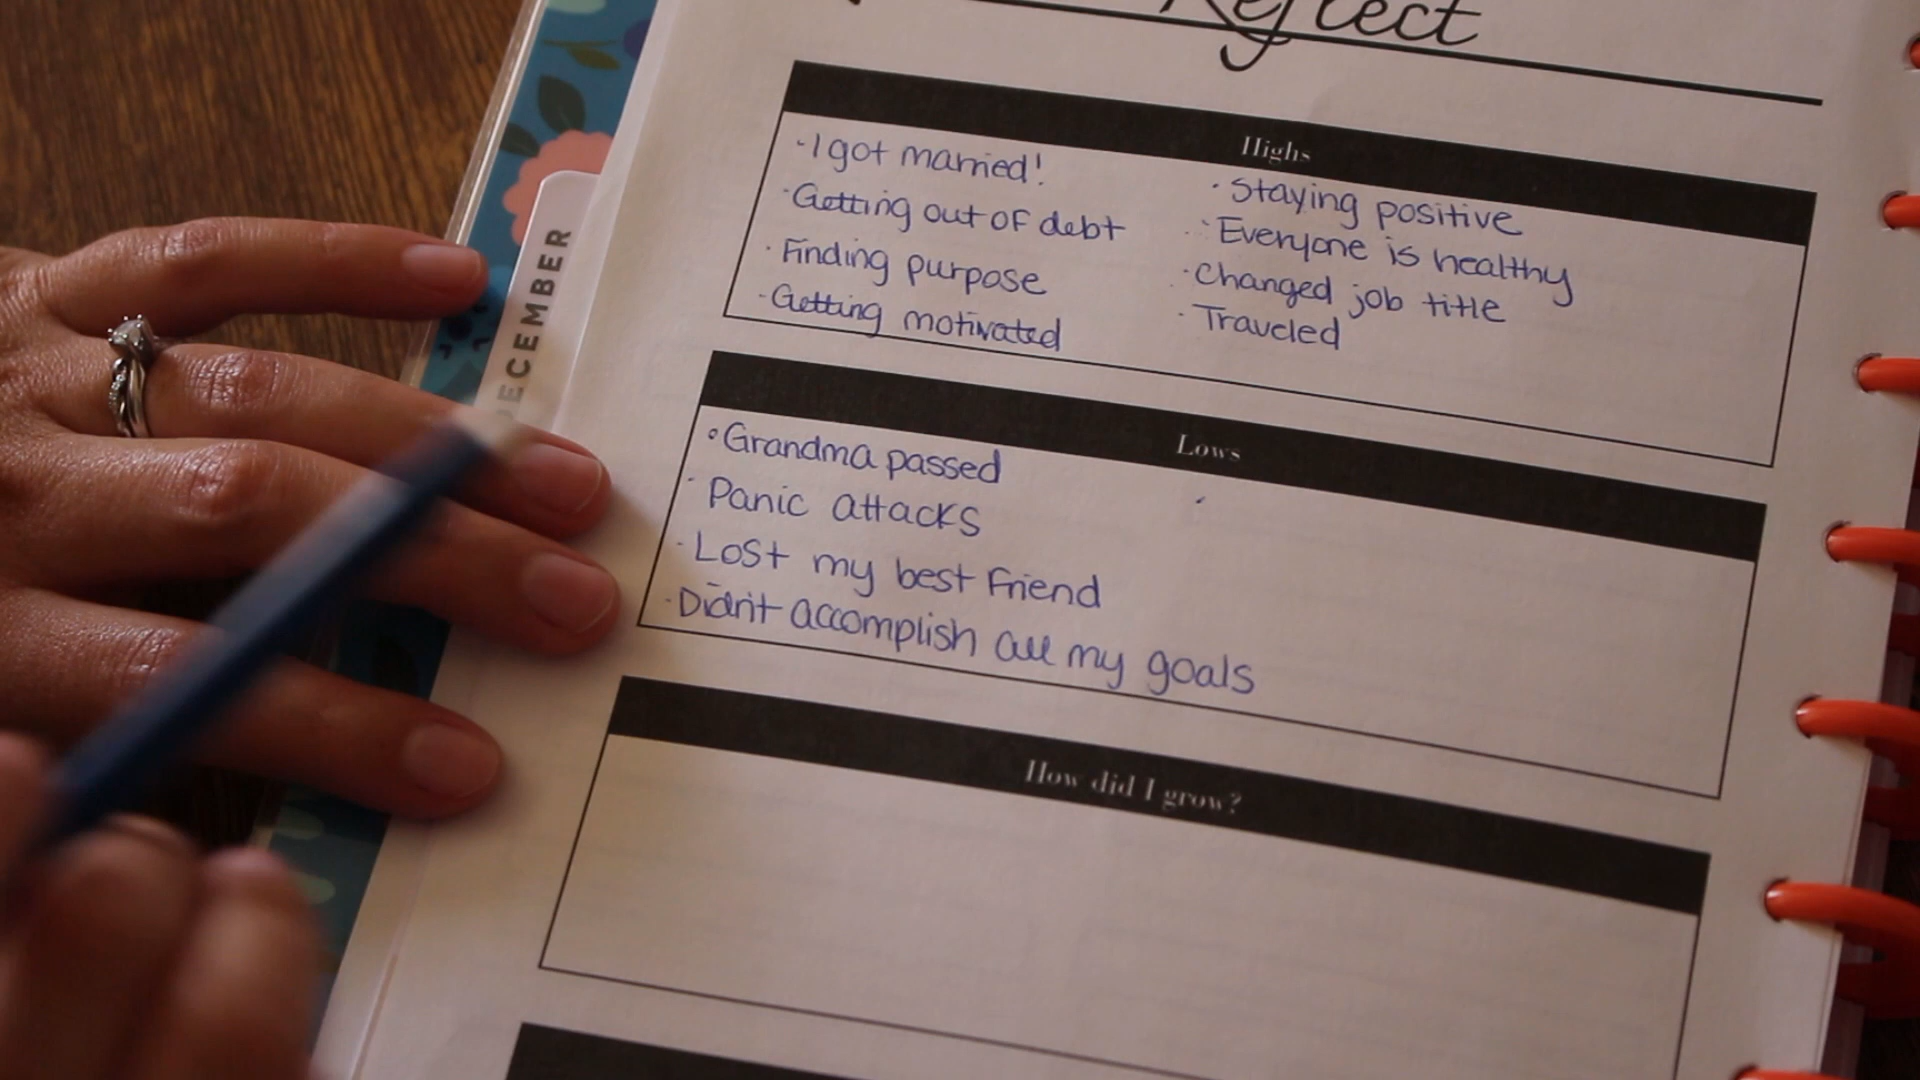 Reflect
Highs
· I got married!
· Getting out of debt
· Finding purpose
· Getting motivated
· Staying positive
· Everyone is healthy
· Changed job title
· Traveled
DECEMBER
Lows
· Grandma passed
· Panic attacks
· Lost my best friend
· Didn't accomplish all my goals
How did I grow?